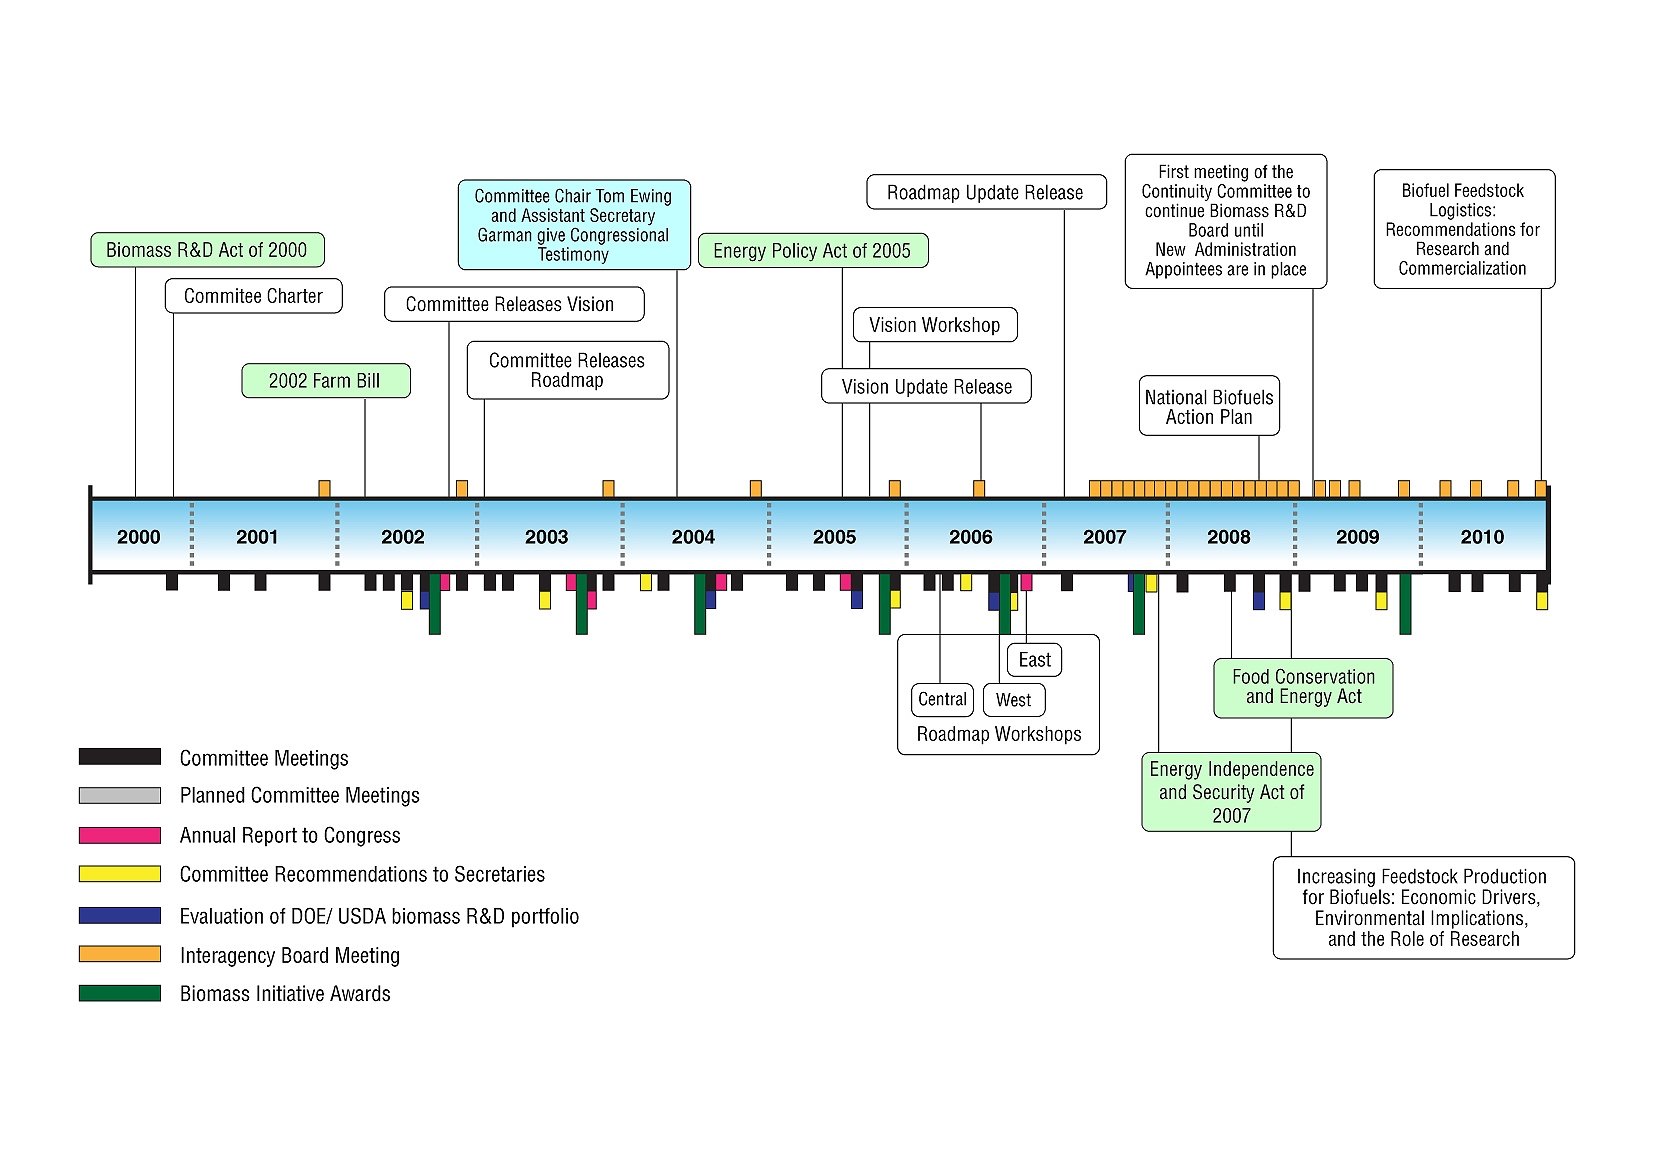 First meeting of the
Continuity Committee to
continue Biomass R&D
Board until
New Administration
Appointees are in place
Biofuel Feedstock
Logistics:
Recommendations for
Research and
Commercialization
Roadmap Update Release
Committee Chair Tom Ewing
and Assistant Secretary
Garman give Congressional
Testimony
Biomass R&D Act of 2000
Energy Policy Act of 2005
Commitee Charter
Committee Releases Vision
Vision Workshop
Committee Releases
Roadmap
2002 Farm Bill
Vision Update Release
National Biofuels
Action Plan
2000 2001 2002 2003 2004 2005 2006 2007 2008 2009 2010
East
Central
West
Roadmap Workshops
Food Conservation
and Energy Act
Energy Independence
and Security Act of
2007
Increasing Feedstock Production
for Biofuels: Economic Drivers,
Environmental Implications,
and the Role of Research
Committee Meetings
Planned Committee Meetings
Annual Report to Congress
Committee Recommendations to Secretaries
Evaluation of DOE/ USDA biomass R&D portfolio
Interagency Board Meeting
Biomass Initiative Awards